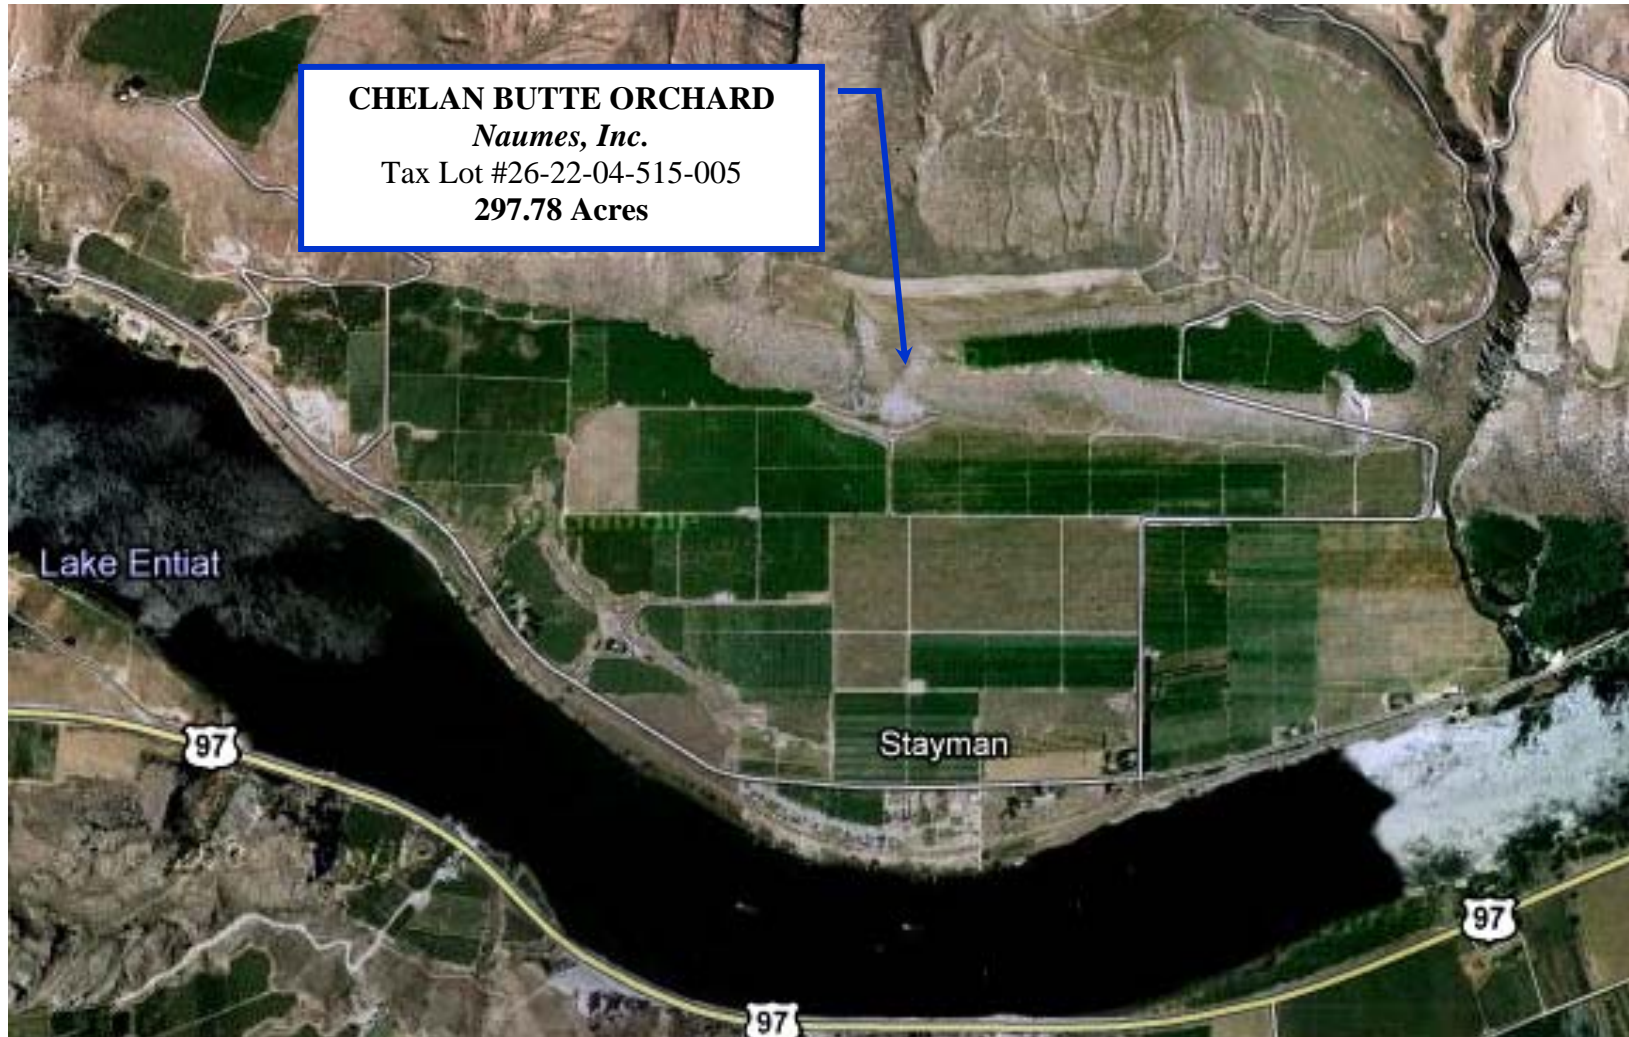 CHELAN BUTTE ORCHARD
Naumes, Inc.
Tax Lot #26-22-04-515-005
297.78 Acres
Lake Entiat
97
Stayman
97
97